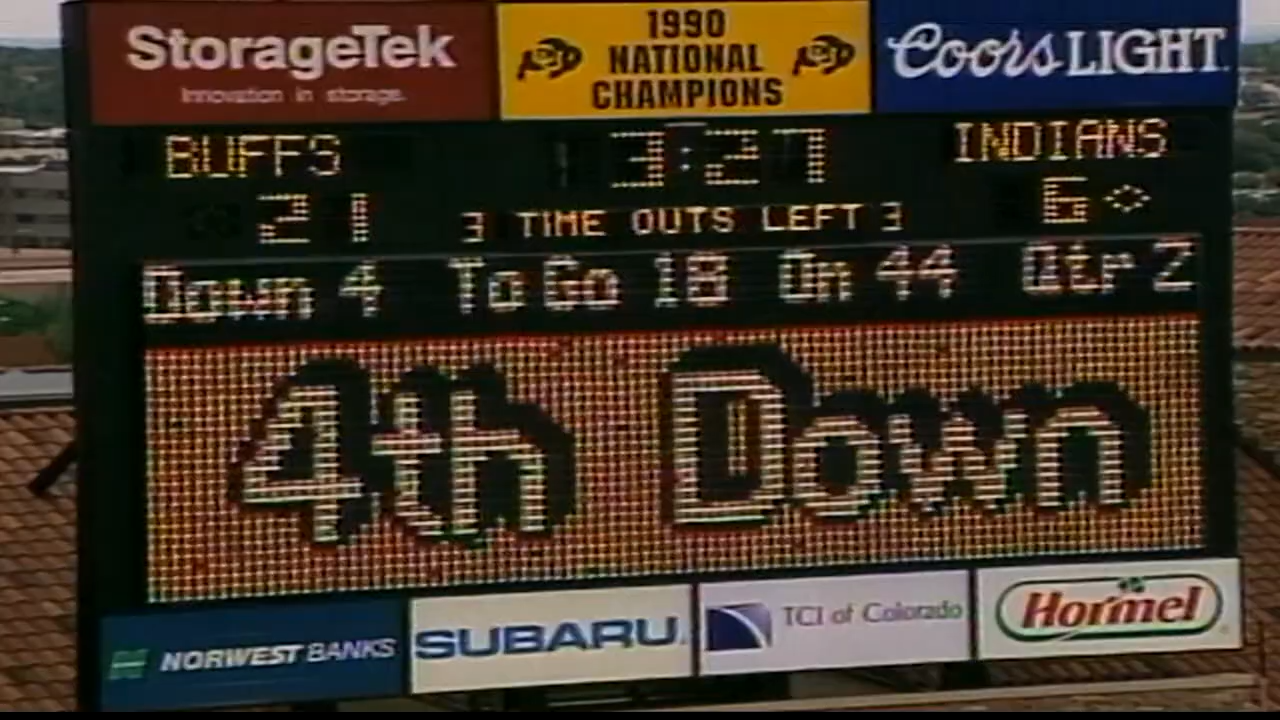 StorageTek
Innovation in storage.
1990
NATIONAL
CHAMPIONS
Coors LIGHT
BUFFS 3:27 INDIANS
21 3 TIME OUTS LEFT 3 6
Down 4 To Go 18 On 44 Qtr 2
4th Down
NORWEST BANKS
SUBARU
TCI of Colorado
Hormel